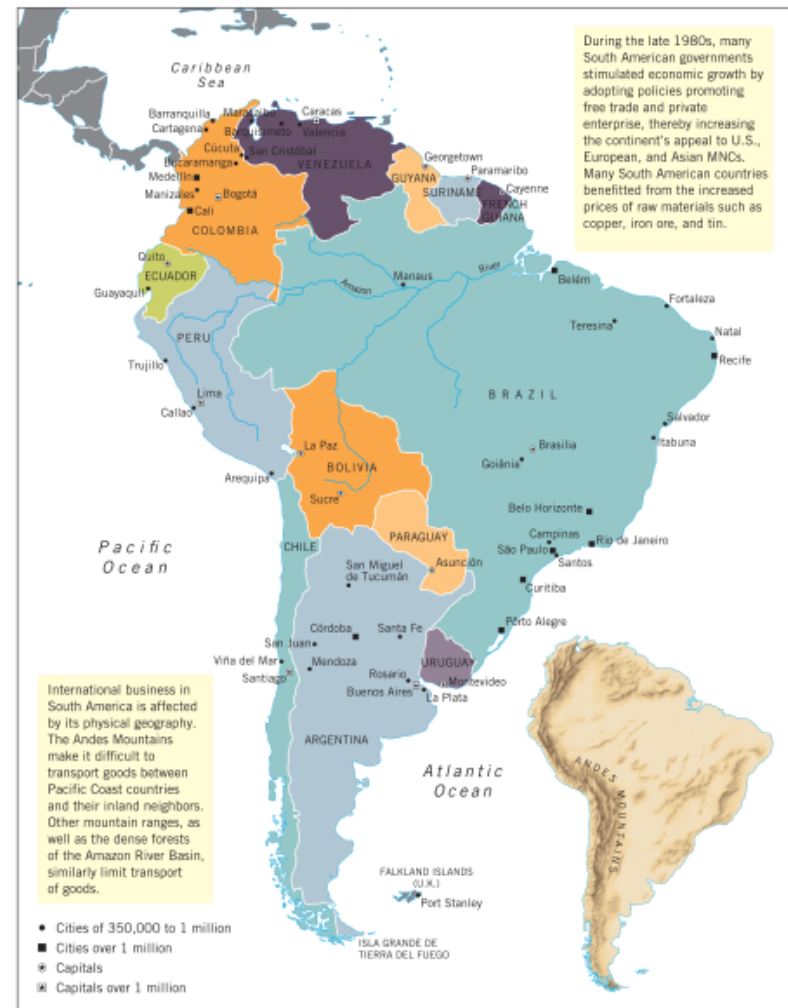 During the late 1980s, many
South American governments
stimulated economic growth by
adopting policies promoting
free trade and private
enterprise, thereby increasing
the continent's appeal to U.S.,
European, and Asian MNCs.
Many South American countries
benefitted from the increased
prices of raw materials such as
copper, iron ore, and tin.
Caribbean
Sea
Barranquilla
Maracaibo
Caracas
Cartagena
Barquisimeto
Valencia
Cúcuta
San Cristóbal
Bucaramanga
VENEZUELA
Georgetown
Medellín
GUYANA
Paramaribo
SURINAME
Cayenne
Manizales
Bogotá
FRENCH
GUIANA
Cali
COLOMBIA
Quito
ECUADOR
Guayaquil
Manaus
Amazon
River
Belém
Fortaleza
Teresina
Natal
PERU
Recife
Trujillo
BRAZIL
Lima
Callao
Salvador
Itabuna
La Paz
Brasilia
BOLIVIA
Goiânia
Arequipa
Sucre
Belo Horizonte
PARAGUAY
Pacific
Ocean
CHILE
Campinas
Rio de Janeiro
São Paulo
Santos
San Miguel
de Tucumán
Asunción
Curitiba
Córdoba
Santa Fe
Pôrto Alegre
San Juan
Viña del Mar
Mendoza
URUGUAY
Santiago
Rosario
Montevideo
Buenos Aires
La Plata
International business in
South America is affected
by its physical geography.
The Andes Mountains
make it difficult to
transport goods between
Pacific Coast countries
and their inland neighbors.
Other mountain ranges, as
well as the dense forests
of the Amazon River Basin,
similarly limit transport
of goods.
ARGENTINA
Atlantic
Ocean
ANDES MOUNTAINS
FALKLAND ISLANDS
(U.K.)
Port Stanley
ISLA GRANDE DE
TIERRA DEL FUEGO
Cities of 350,000 to 1 million
Cities over 1 million
Capitals
Capitals over 1 million